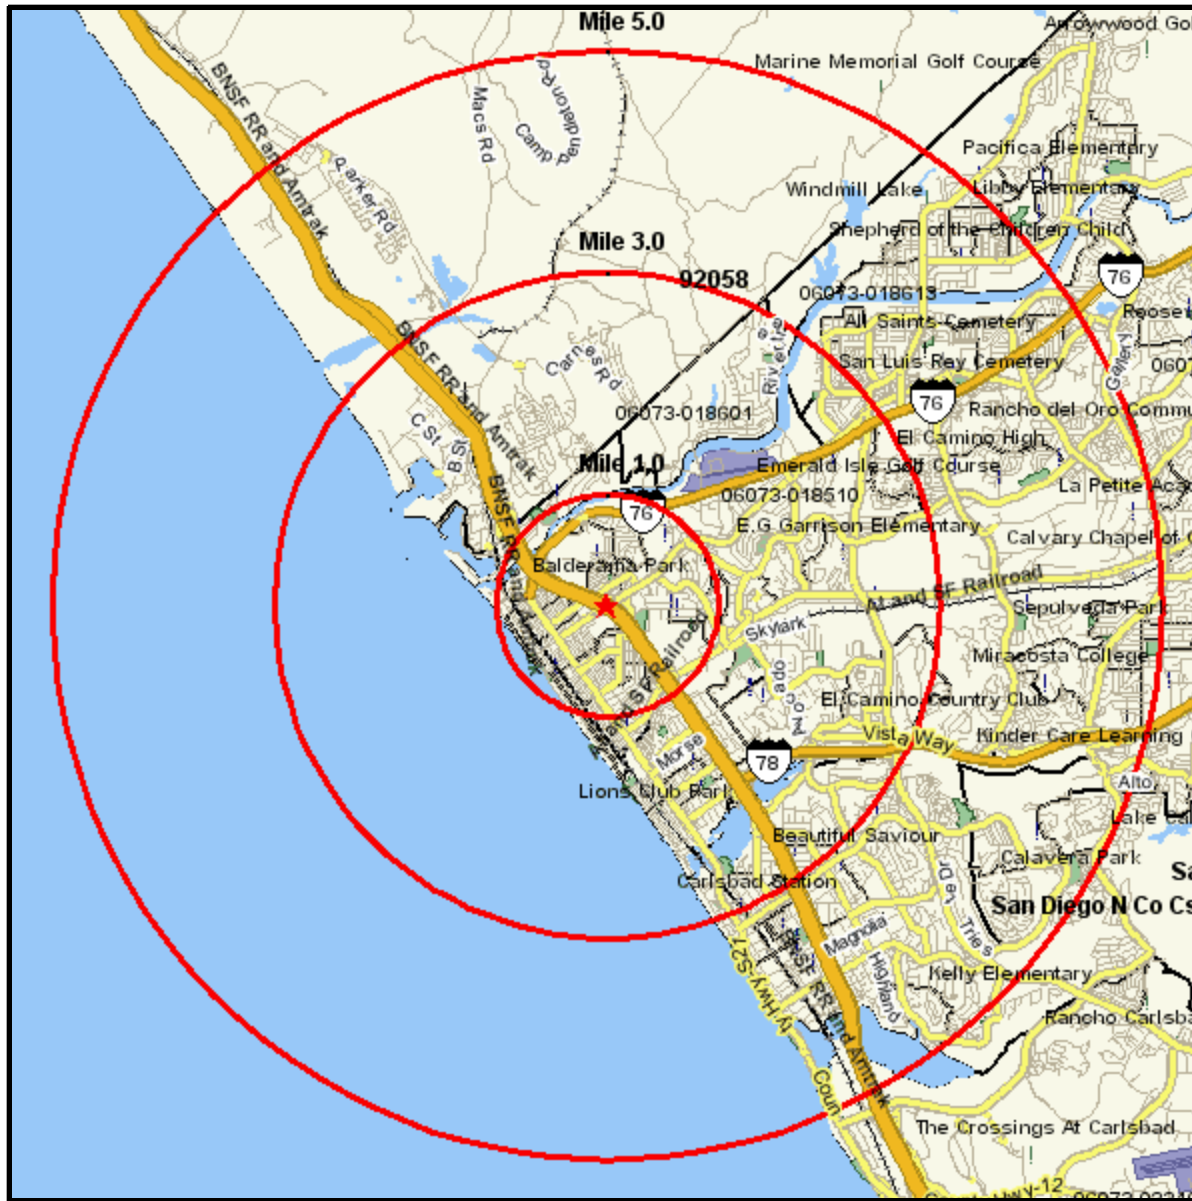 Mile 5.0
Arrowwood Gol
Marine Memorial Golf Course
BNSF RR and Amtrak
Macs Rd
Camp Pendleton Rd
Pacifica Elementary
Parker Rd
Windmill Lake
Libby Elementary
Shepherd of the Children Child
Mile 3.0
92058
76
06073-018613
Roosev
All Saints Cemetery
San Luis Rey Cemetery
Carnes Rd
Gallery
0607
BNSF RR and Amtrak
06073-018601
76
Rancho del Oro Commu
C St
B St
El Camino High
Mile 1.0
Emerald Isle Golf Course
06073-018510
La Petite Aca
76
E.G Garrison Elementary
Calvary Chapel of O
Balderama Park
At and SF Railroad
Sepulveda Park
Skylark
Miracosta College
At and SF Railroad
El Camino Country Club
Vista Way
Kinder Care Learning
Morse
78
Alto
Lions Club Park
Beautiful Saviour
Calavera Park
Carlsbad Station
San Diego N Co Cs
Magnolia
Highland
Kelly Elementary
ty Hwy-S21
BNSF RR and Amtrak
Rancho Carlsba
Coun
The Crossings At Carlsbad